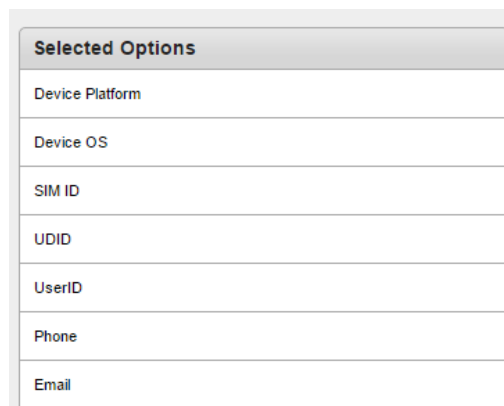 Selected Options
Device Platform
Device OS
SIM ID
UDID
UserID
Phone
Email